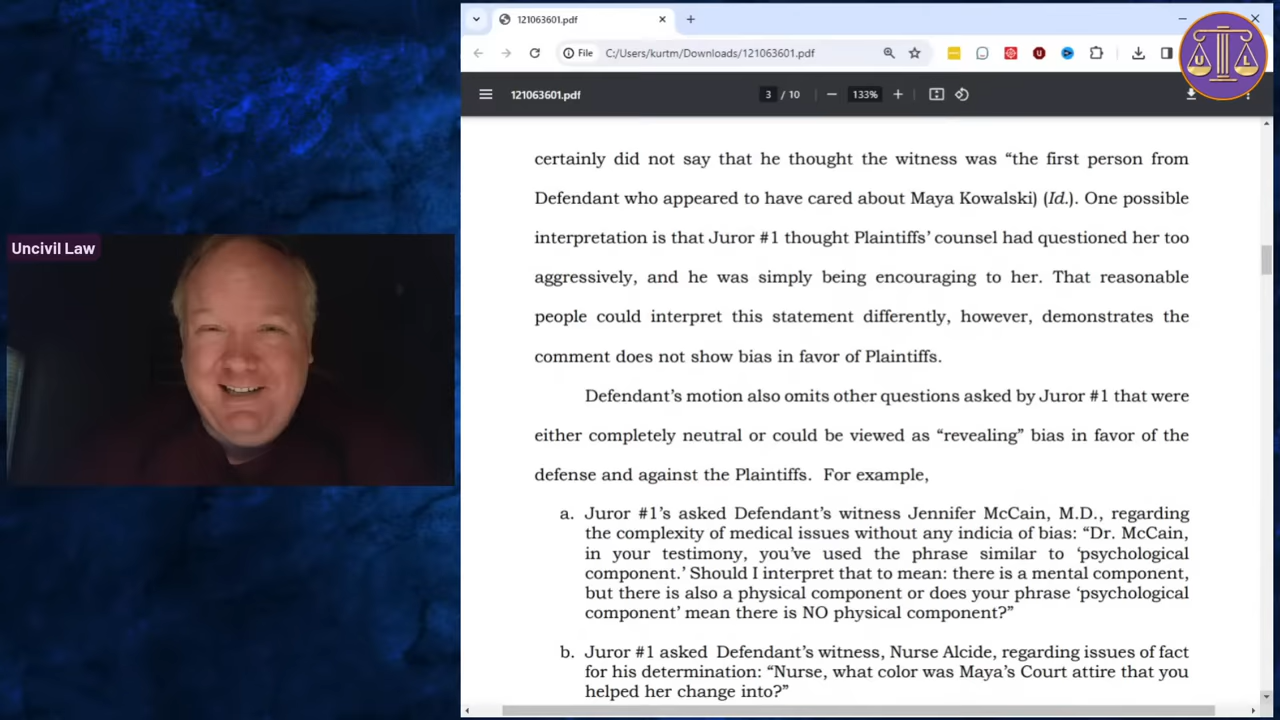 Uncivil Law
121063601.pdf
File
C:/Users/kurtm/Downloads/121063601.pdf
121063601.pdf
3 / 10
133%
U L
certainly did not say that he thought the witness was “the first person from
Defendant who appeared to have cared about Maya Kowalski) (Id.). One possible
interpretation is that Juror #1 thought Plaintiffs’ counsel had questioned her too
aggressively, and he was simply being encouraging to her. That reasonable
people could interpret this statement differently, however, demonstrates the
comment does not show bias in favor of Plaintiffs.
Defendant’s motion also omits other questions asked by Juror #1 that were
either completely neutral or could be viewed as “revealing” bias in favor of the
defense and against the Plaintiffs. For example,
a. Juror #1’s asked Defendant’s witness Jennifer McCain, M.D., regarding
the complexity of medical issues without any indicia of bias: “Dr. McCain,
in your testimony, you’ve used the phrase similar to ‘psychological
component.’ Should I interpret that to mean: there is a mental component,
but there is also a physical component or does your phrase ‘psychological
component’ mean there is NO physical component?”
b. Juror #1 asked Defendant’s witness, Nurse Alcide, regarding issues of fact
for his determination: “Nurse, what color was Maya’s Court attire that you
helped her change into?”